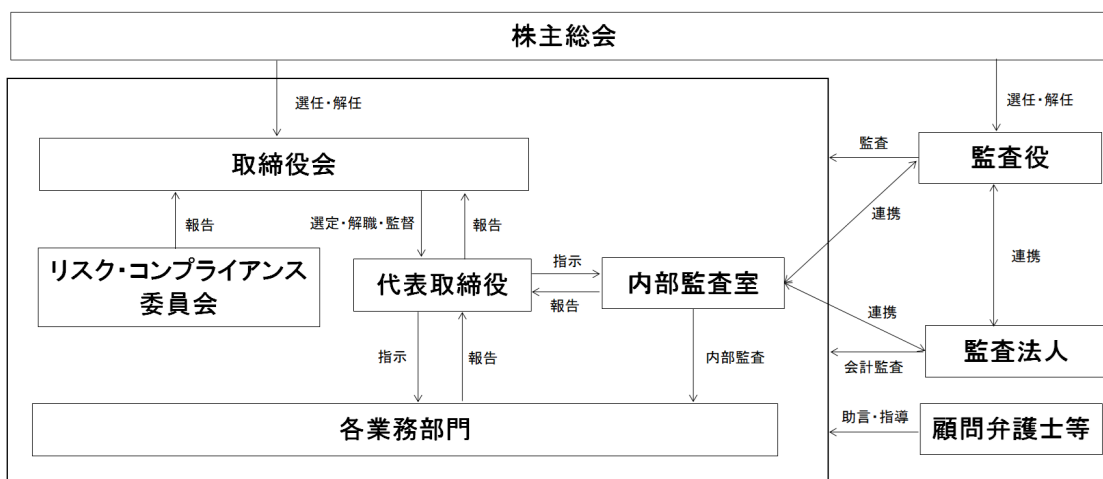 株主総会
選任・解任
選任・解任
取締役会
監査
監査役
報告
選定・解職・監督
報告
連携
連携
リスク・コンプライアンス
委員会
代表取締役
指示
報告
内部監査室
連携
指示
報告
内部監査
会計監査
監査法人
各業務部門
助言・指導
顧問弁護士等